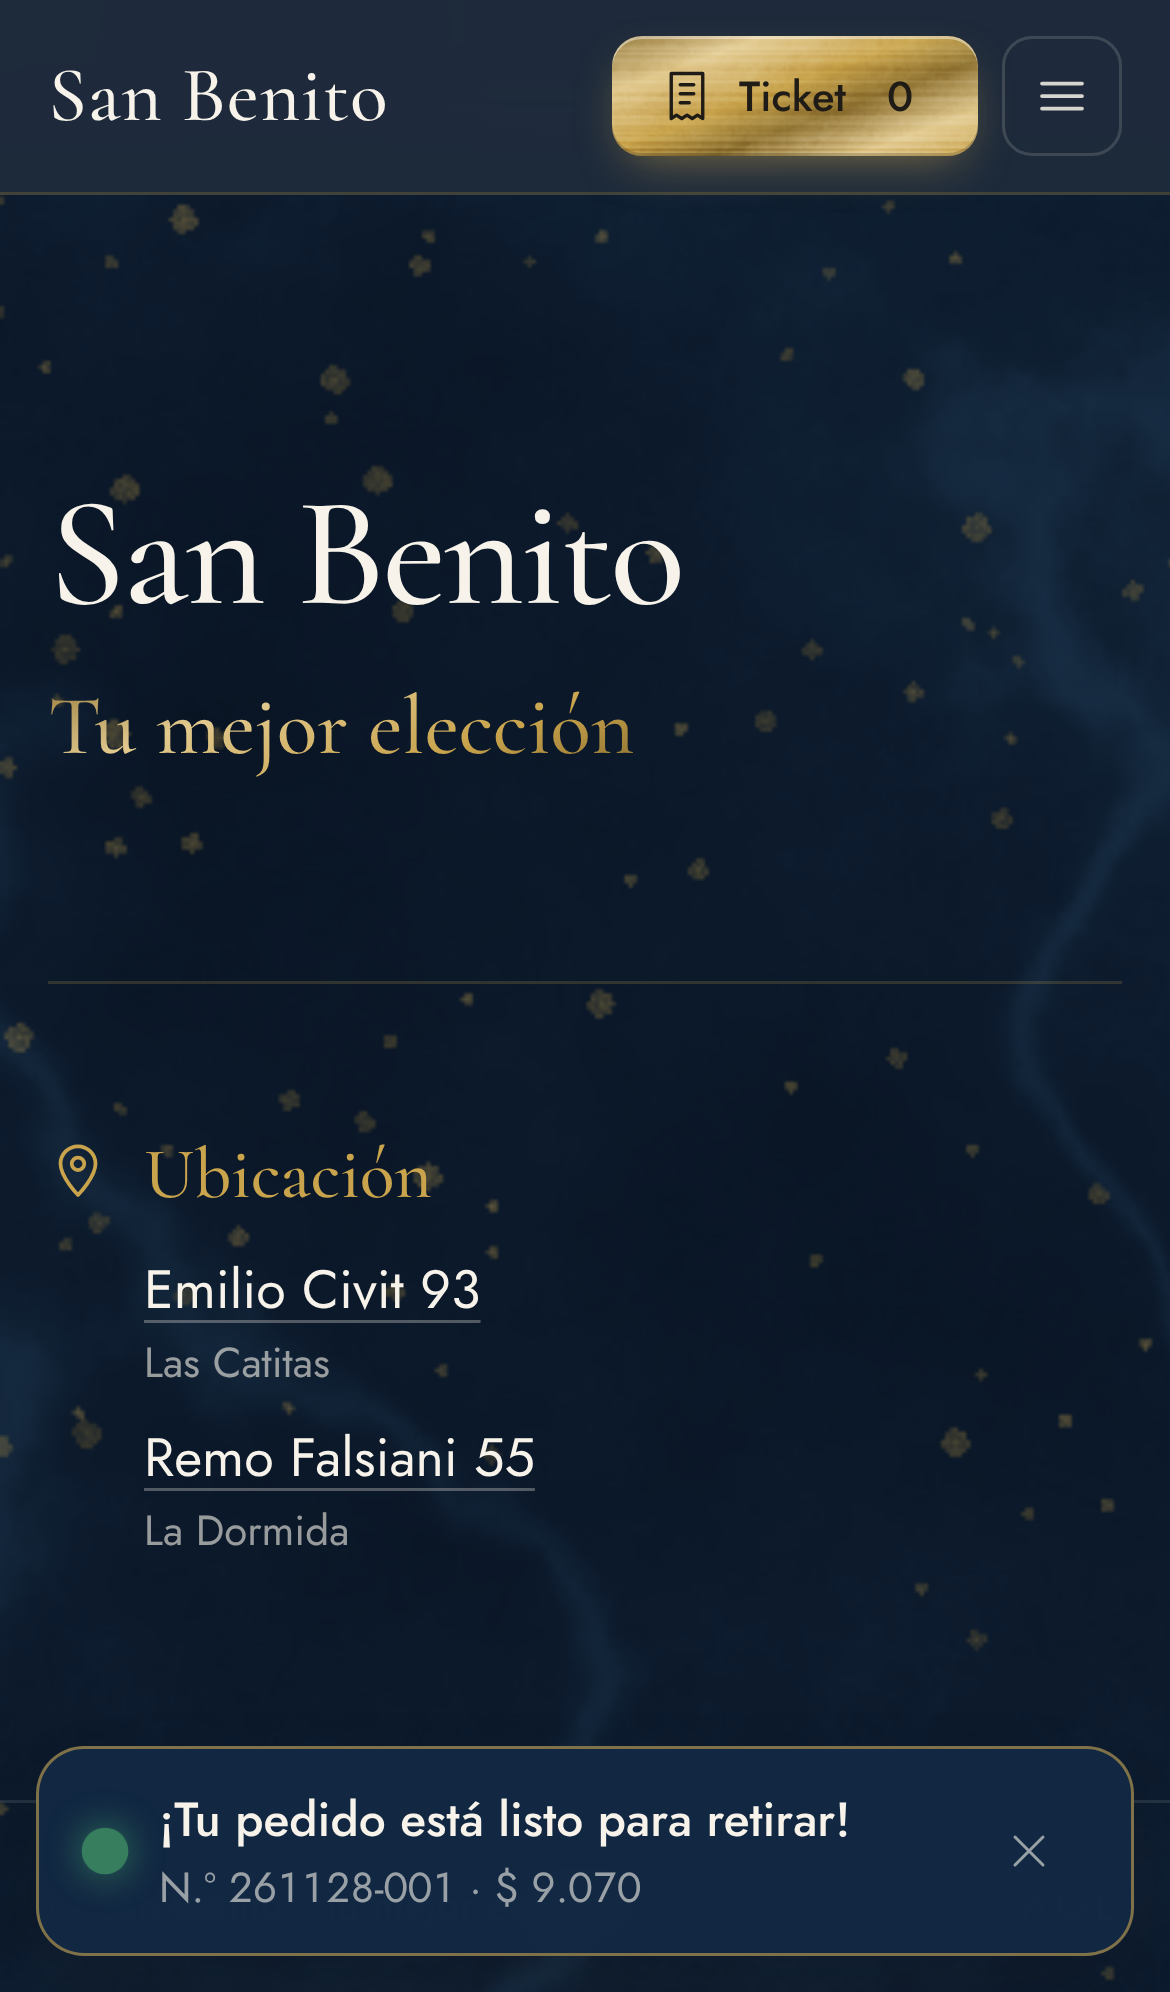 San Benito
Ticket 0
San Benito
Tu mejor elección
Ubicación
Emilio Civit 93
Las Catitas
Remo Falsiani 55
La Dormida
¡Tu pedido está listo para retirar!
N.º 261128-001 · $ 9.070